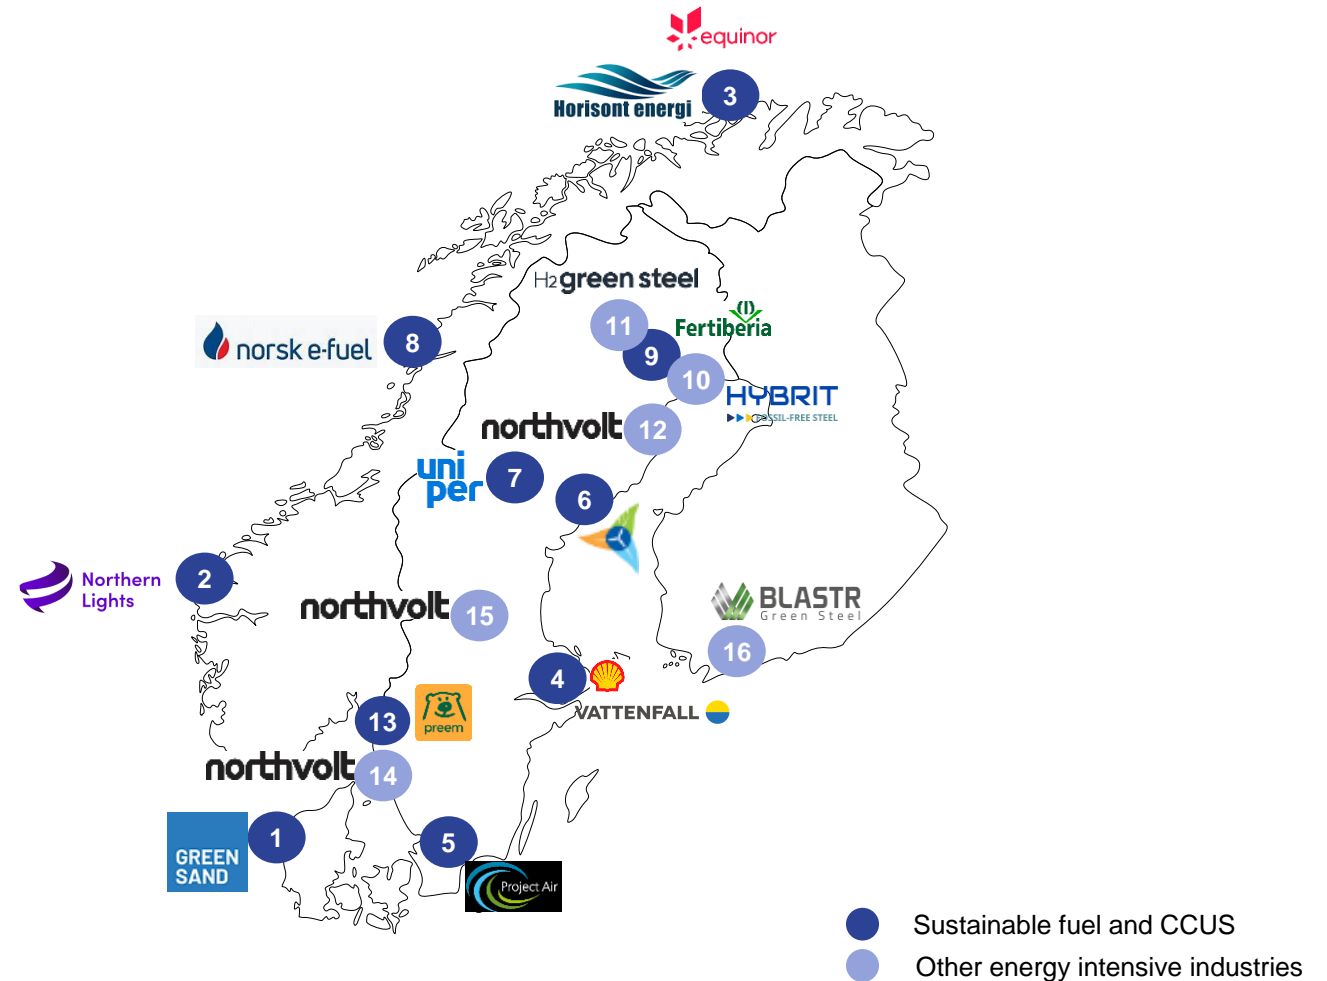 equinor
Horisont energi
3
H2 green steel
11
Fertiberia
norsk e-fuel
8
9
10
HYBRIT
FOSSIL-FREE STEEL
northvolt
12
uni
per
7
6
Northern
Lights
2
BLASTR
Green Steel
northvolt
15
16
4
VATTENFALL
13
preem
northvolt
14
GREEN
SAND
1
5
Project Air
Sustainable fuel and CCUS
Other energy intensive industries